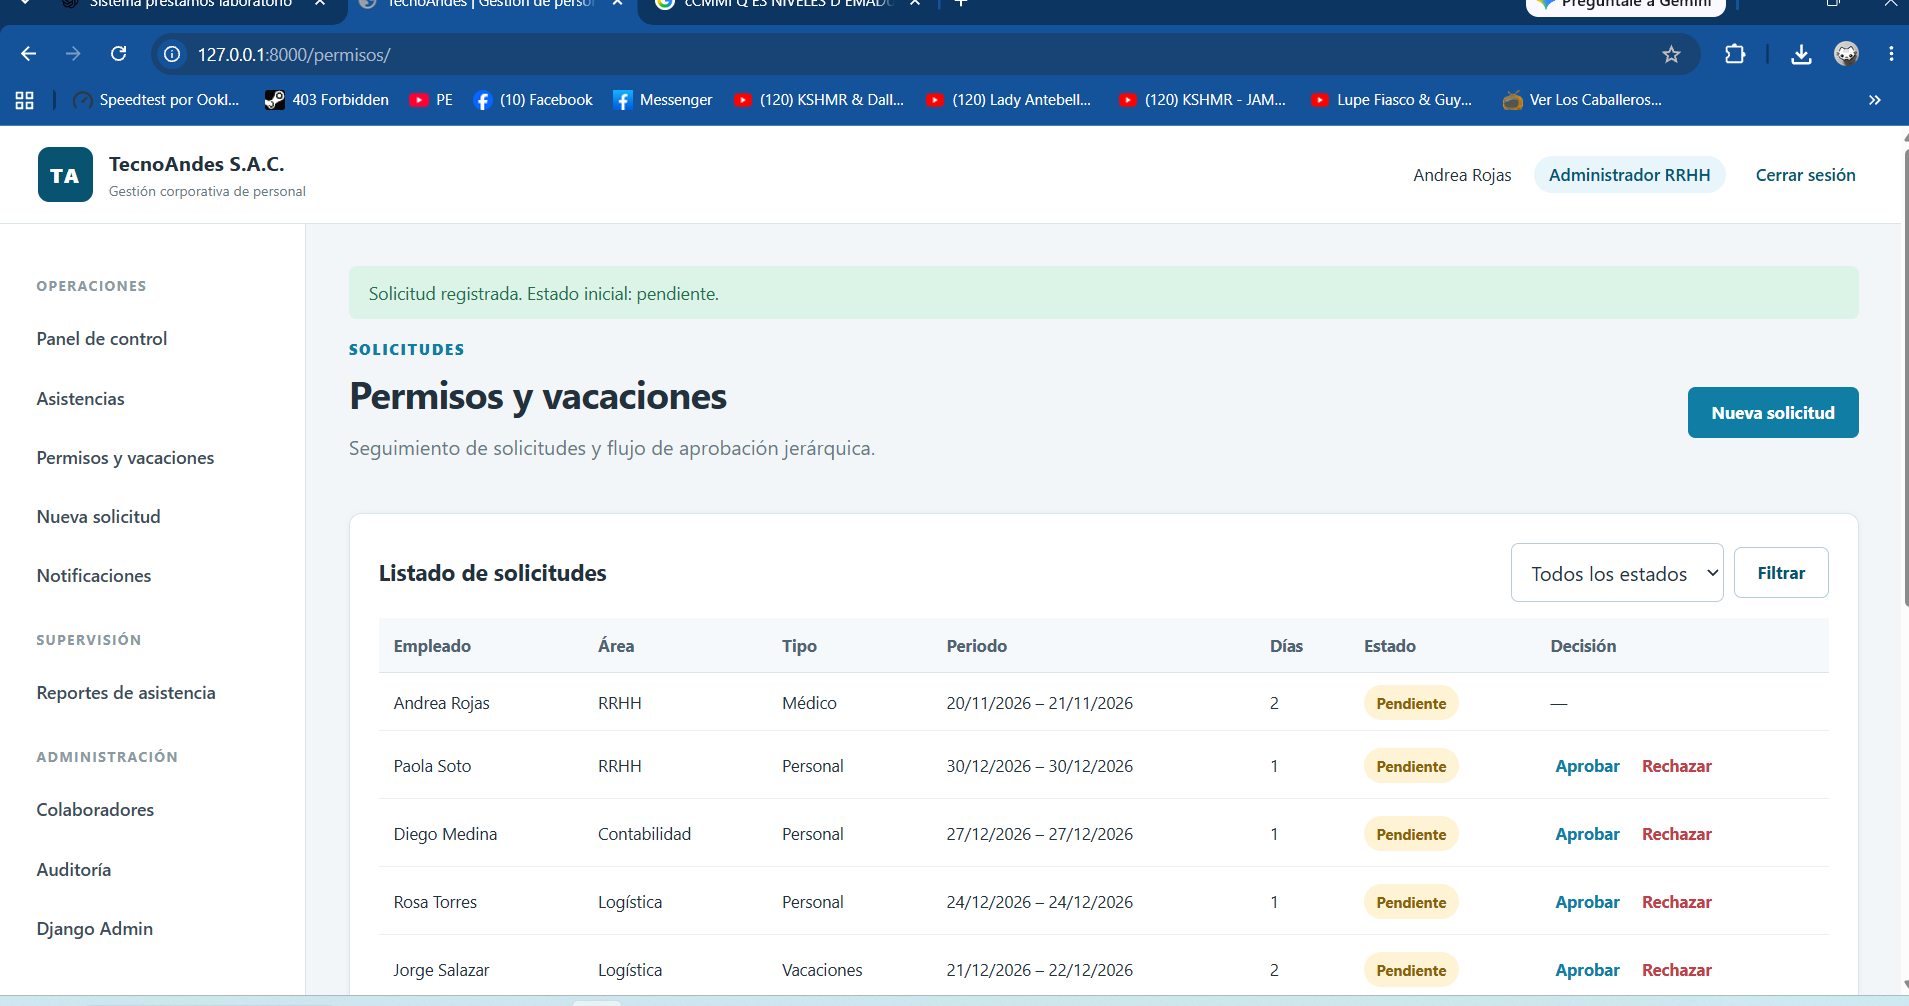 Sistema préstamos laboratorio
TecnoAndes | Gestión de person
¿CMMI Q ES NIVELES D EMADU
Pregúntale a Gemini
127.0.0.1:8000/permisos/
Speedtest por Ookl...
403 Forbidden
PE
(10) Facebook
Messenger
(120) KSHMR & Dall...
(120) Lady Antebell...
(120) KSHMR - JAM...
Lupe Fiasco & Guy...
Ver Los Caballeros...
TA
TecnoAndes S.A.C.
Gestión corporativa de personal
Andrea Rojas
Administrador RRHH
Cerrar sesión
OPERACIONES
Panel de control
Asistencias
Permisos y vacaciones
Nueva solicitud
Notificaciones
SUPERVISIÓN
Reportes de asistencia
ADMINISTRACIÓN
Colaboradores
Auditoría
Django Admin
Solicitud registrada. Estado inicial: pendiente.
SOLICITUDES
Permisos y vacaciones
Seguimiento de solicitudes y flujo de aprobación jerárquica.
Nueva solicitud
Listado de solicitudes
Todos los estados
Filtrar
Empleado Área Tipo Periodo Días Estado Decisión
Andrea Rojas RRHH Médico 20/11/2026 – 21/11/2026 2 Pendiente —
Paola Soto RRHH Personal 30/12/2026 – 30/12/2026 1 Pendiente Aprobar Rechazar
Diego Medina Contabilidad Personal 27/12/2026 – 27/12/2026 1 Pendiente Aprobar Rechazar
Rosa Torres Logística Personal 24/12/2026 – 24/12/2026 1 Pendiente Aprobar Rechazar
Jorge Salazar Logística Vacaciones 21/12/2026 – 22/12/2026 2 Pendiente Aprobar Rechazar